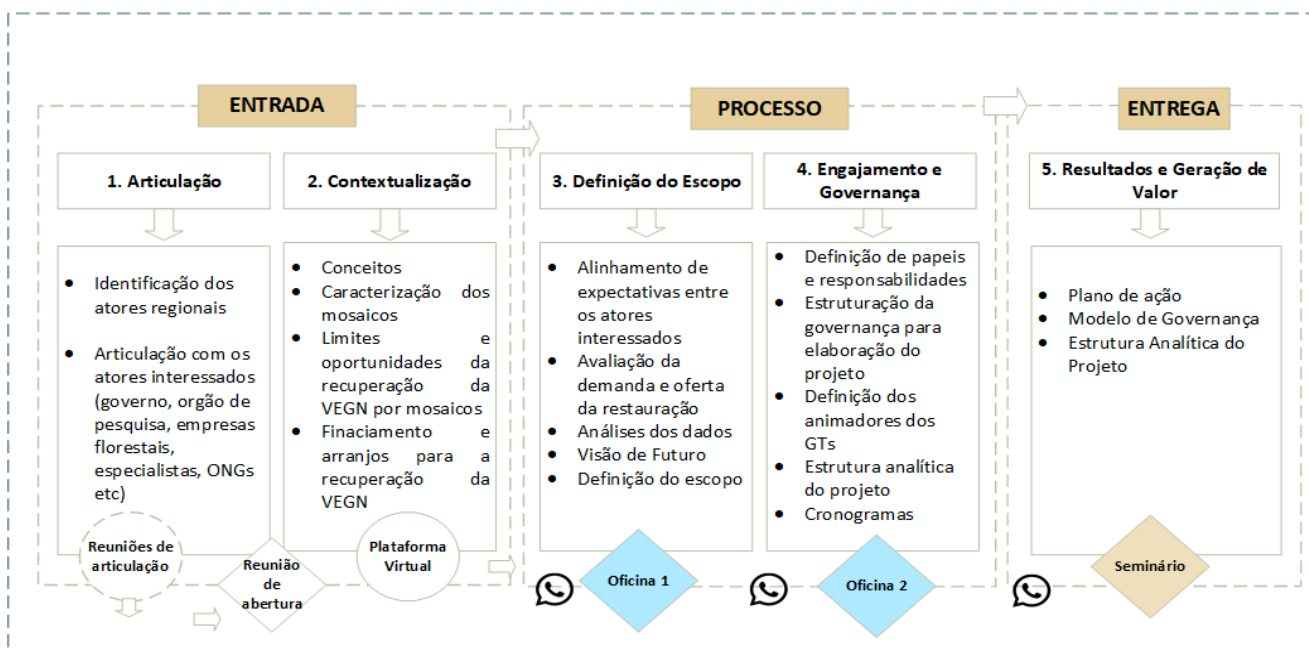 ENTRADA
PROCESSO
ENTREGA
1. Articulação
2. Contextualização
3. Definição do Escopo
4. Engajamento e
Governança
5. Resultados e Geração de
Valor
• Identificação dos
atores regionais
• Articulação com os
atores interessados
(governo, orgão de
pesquisa, empresas
florestais,
especialistas, ONGs
etc)
• Conceitos
• Caracterização dos
mosaicos
• Limites e
oportunidades da
recuperação da
VEGN por mosaicos
• Finaciamento e
arranjos para a
recuperação da
VEGN
• Alinhamento de
expectativas entre
os atores
interessados
• Avaliação da
demanda e oferta
da restauração
• Análises dos dados
• Visão de Futuro
• Definição do escopo
• Definição de papeis
e responsabilidades
• Estruturação da
governança para
elaboração do
projeto
• Definição dos
animadores dos
GTs
• Estrutura analítica
do projeto
• Cronogramas
• Plano de ação
• Modelo de Governança
• Estrutura Analítica do
Projeto
Reuniões de
articulação
Reunião
de
abertura
Plataforma
Virtual
Oficina 1
Oficina 2
Seminário